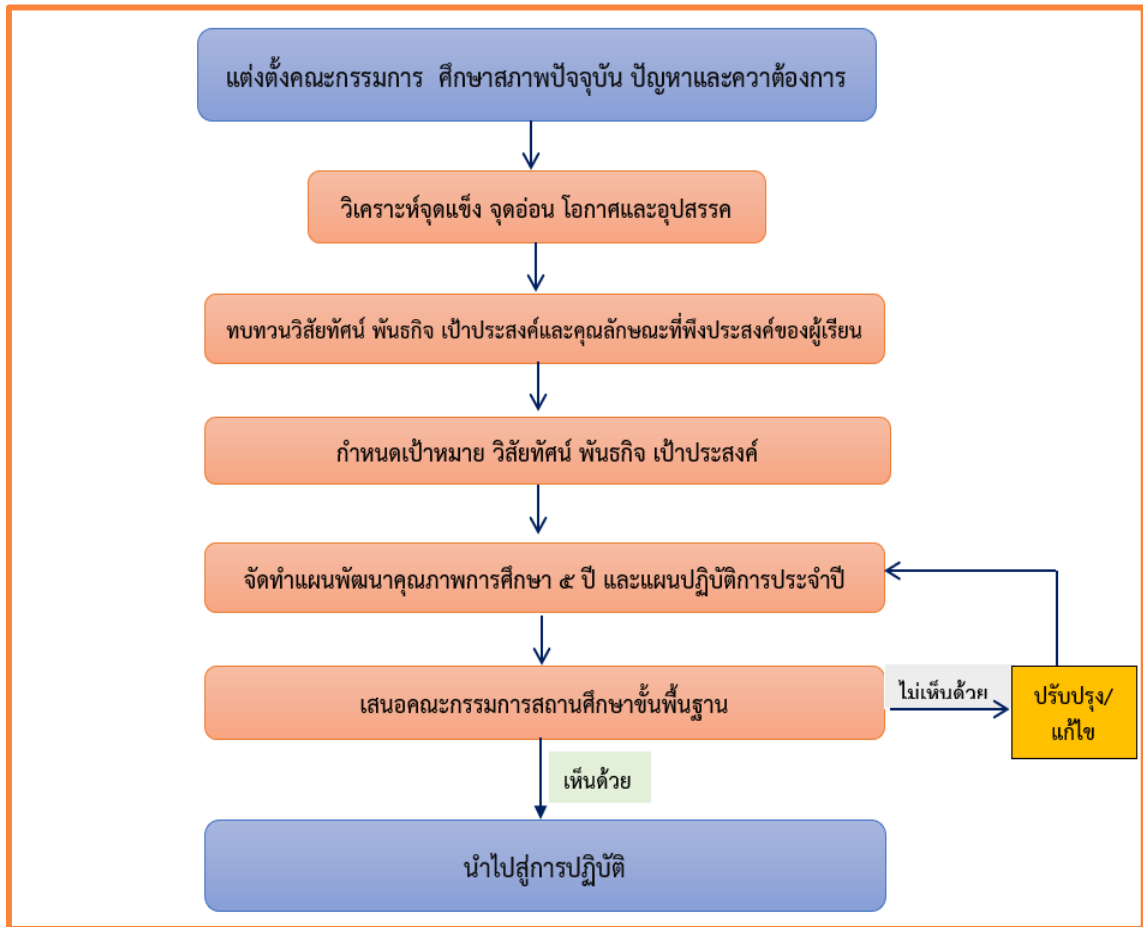 แต่งตั้งคณะกรรมการ ศึกษาสภาพปัจจุบัน ปัญหาและควาต้องการ
วิเคราะห์จุดแข็ง จุดอ่อน โอกาสและอุปสรรค
ทบทวนวิสัยทัศน์ พันธกิจ เป้าประสงค์และคุณลักษณะที่พึงประสงค์ของผู้เรียน
กำหนดเป้าหมาย วิสัยทัศน์ พันธกิจ เป้าประสงค์
จัดทำแผนพัฒนาคุณภาพการศึกษา ๕ ปี และแผนปฏิบัติการประจำปี
เสนอคณะกรรมการสถานศึกษาขั้นพื้นฐาน
ไม่เห็นด้วย
ปรับปรุง/
แก้ไข
เห็นด้วย
นำไปสู่การปฏิบัติ